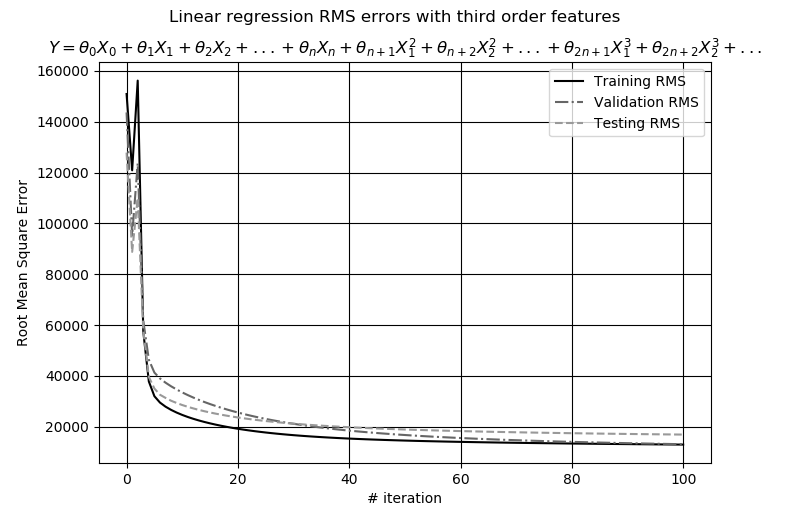 Linear regression RMS errors with third order features
Y = θ₀X₀ + θ₁X₁ + θ₂X₂ + ... + θₙXₙ + θₙ₊₁X₁² + θₙ₊₂X₂² + ... + θ₂ₙ₊₁X₁³ + θ₂ₙ₊₂X₂³ + ...
160000
140000
120000
100000
80000
60000
40000
20000
Root Mean Square Error
Training RMS
Validation RMS
Testing RMS
0 20 40 60 80 100
# iteration